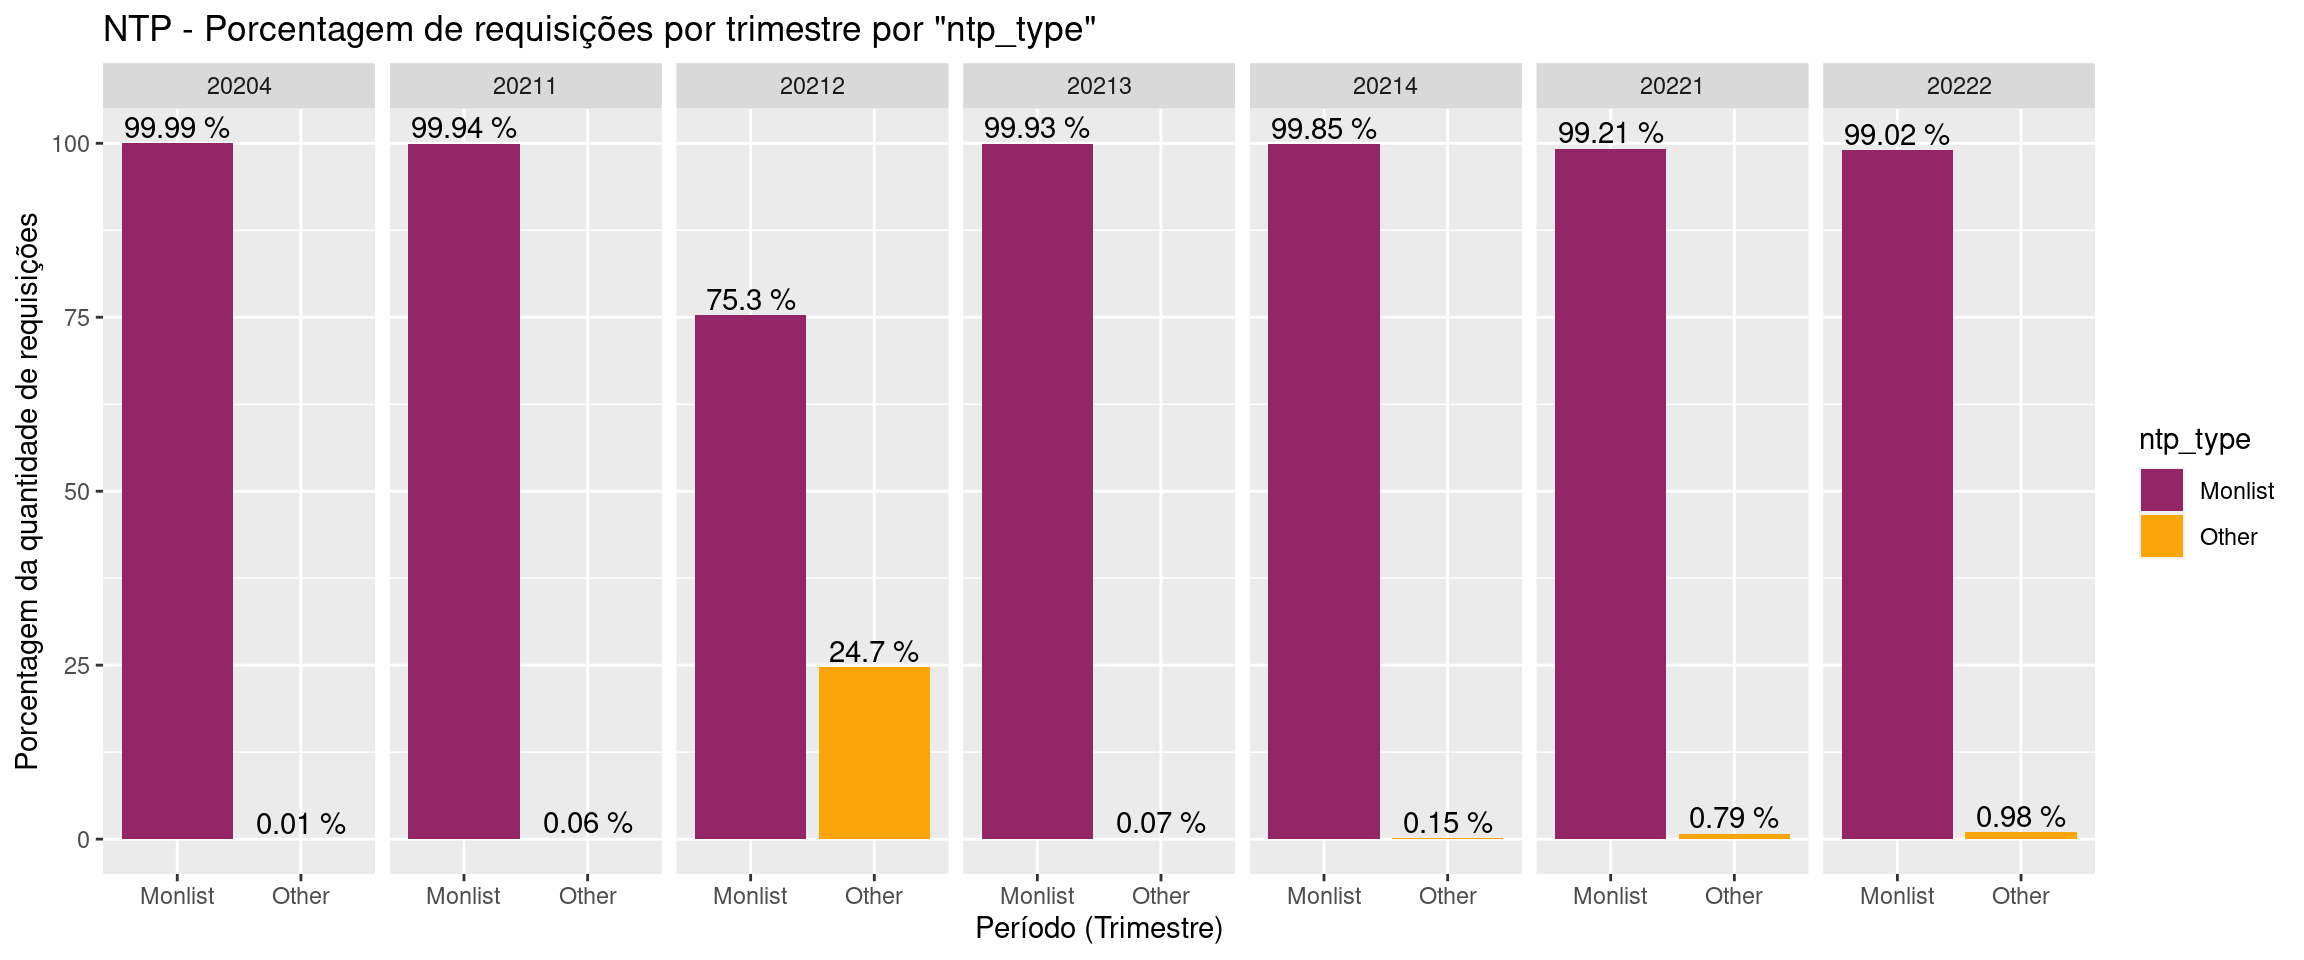 NTP - Porcentagem de requisições por trimestre por "ntp_type"
20204 20211 20212 20213 20214 20221 20222
99.99 % 99.94 % 99.93 % 99.85 % 99.21 % 99.02 %
100
75.3 %
75
50
24.7 %
25
0.01 % 0.06 % 0.07 % 0.15 % 0.79 % 0.98 %
0
Monlist Other Monlist Other Monlist Other Monlist Other Monlist Other Monlist Other Monlist Other
Período (Trimestre)
Porcentagem da quantidade de requisições
ntp_type
Monlist
Other